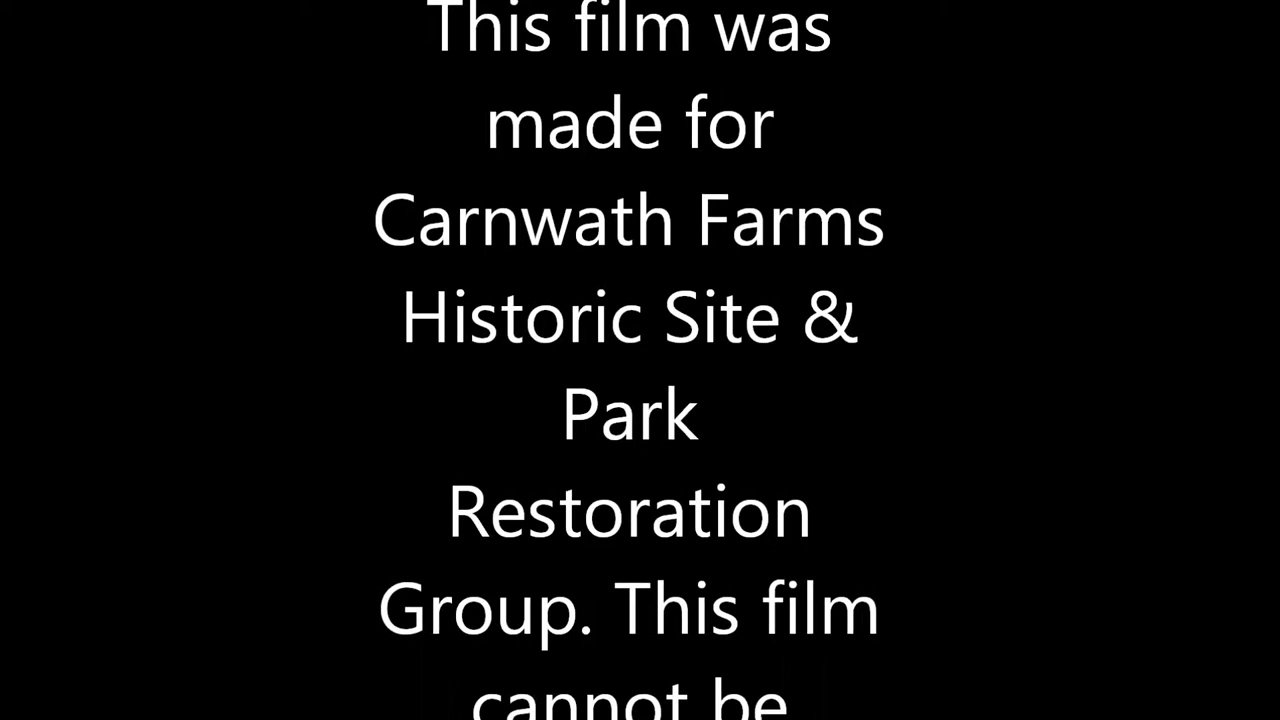 This film was
made for
Carnwath Farms
Historic Site &
Park
Restoration
Group. This film
cannot be